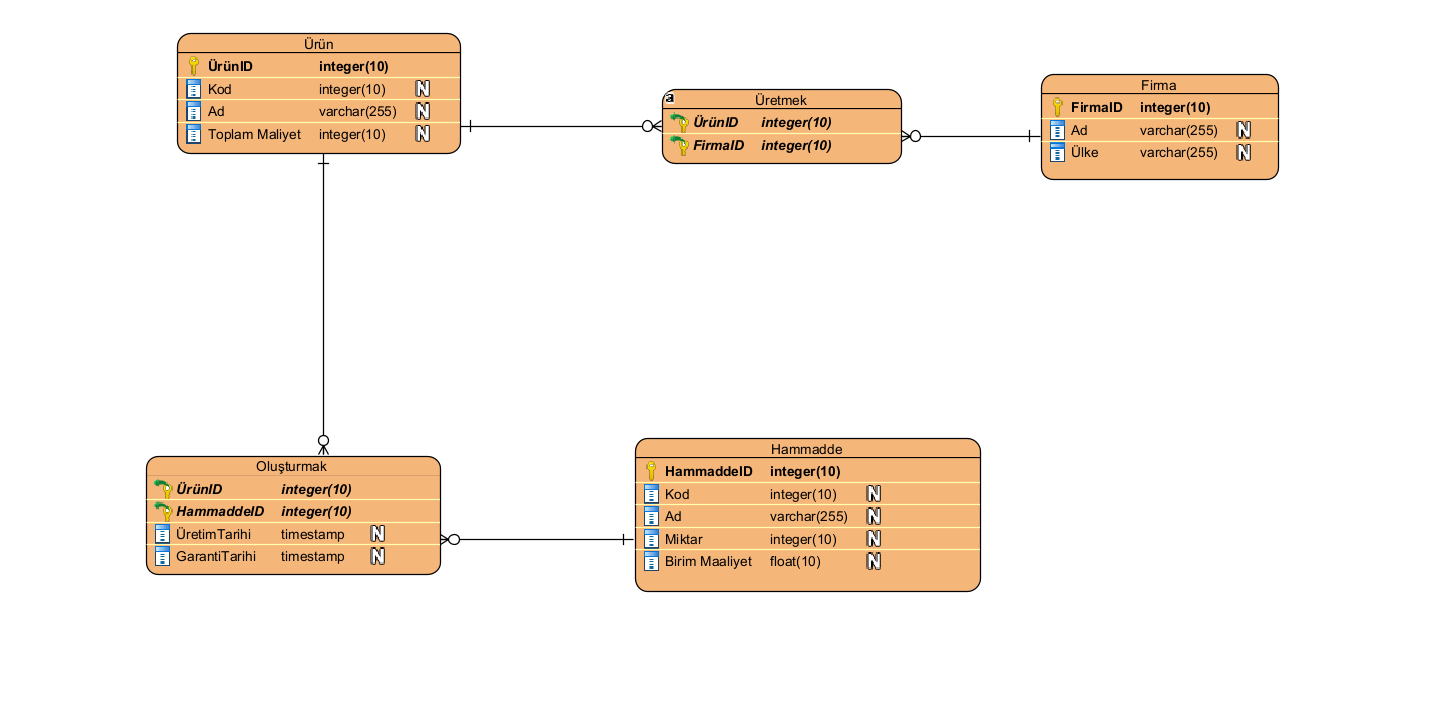 Ürün
ÜrünID integer(10)
Kod integer(10) N
Ad varchar(255) N
Toplam Maliyet integer(10) N
a
Üretmek
ÜrünID integer(10)
FirmaID integer(10)
Firma
FirmaID integer(10)
Ad varchar(255) N
Ülke varchar(255) N
Oluşturmak
ÜrünID integer(10)
HammaddeID integer(10)
ÜretimTarihi timestamp N
GarantiTarihi timestamp N
Hammadde
HammaddeID integer(10)
Kod integer(10) N
Ad varchar(255) N
Miktar integer(10) N
Birim Maaliyet float(10) N